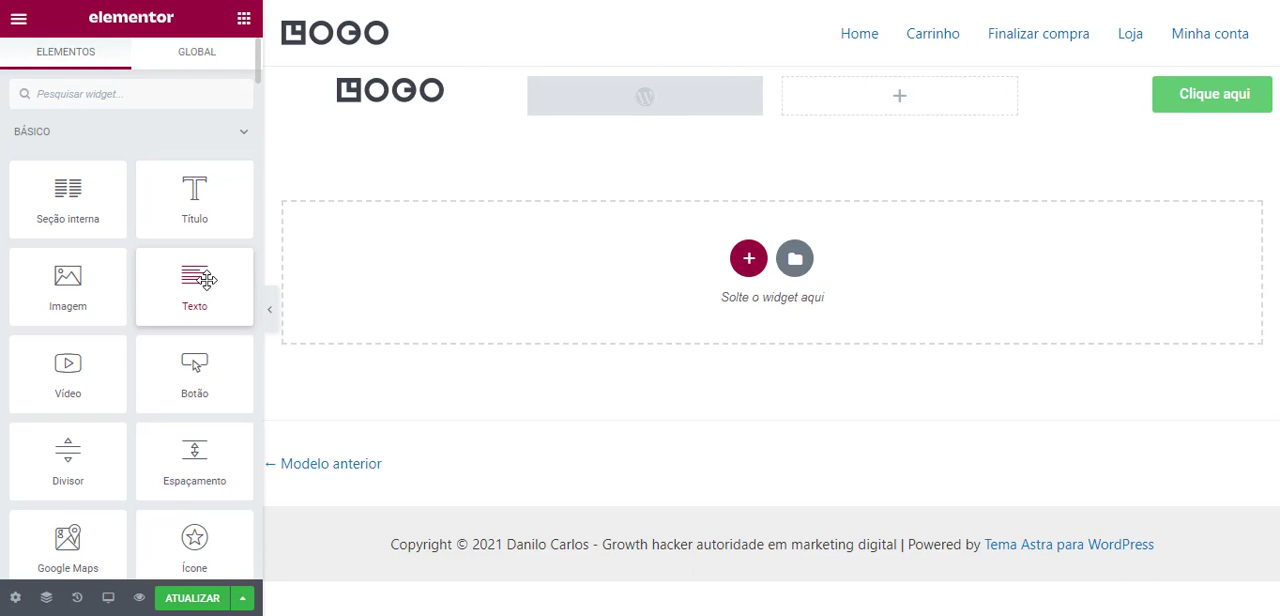 elementor
ELEMENTOS
GLOBAL
Pesquisar widget...
BÁSICO
Seção interna
Título
Imagem
Texto
Vídeo
Botão
Divisor
Espaçamento
Google Maps
Ícone
ATUALIZAR
LOGO
Home
Carrinho
Finalizar compra
Loja
Minha conta
LOGO
Clique aqui
Solte o widget aqui
← Modelo anterior
Copyright © 2021 Danilo Carlos - Growth hacker autoridade em marketing digital | Powered by Tema Astra para WordPress